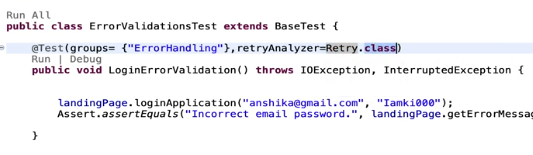 Run All
public class ErrorValidationsTest extends BaseTest {
@Test(groups= {"ErrorHandling"},retryAnalyzer=Retry.class)
Run | Debug
public void LoginErrorValidation() throws IOException, InterruptedException {
landingPage.loginApplication("anshika@gmail.com", "Iamki000");
Assert.assertEquals("Incorrect email password.", landingPage.getErrorMessa
}